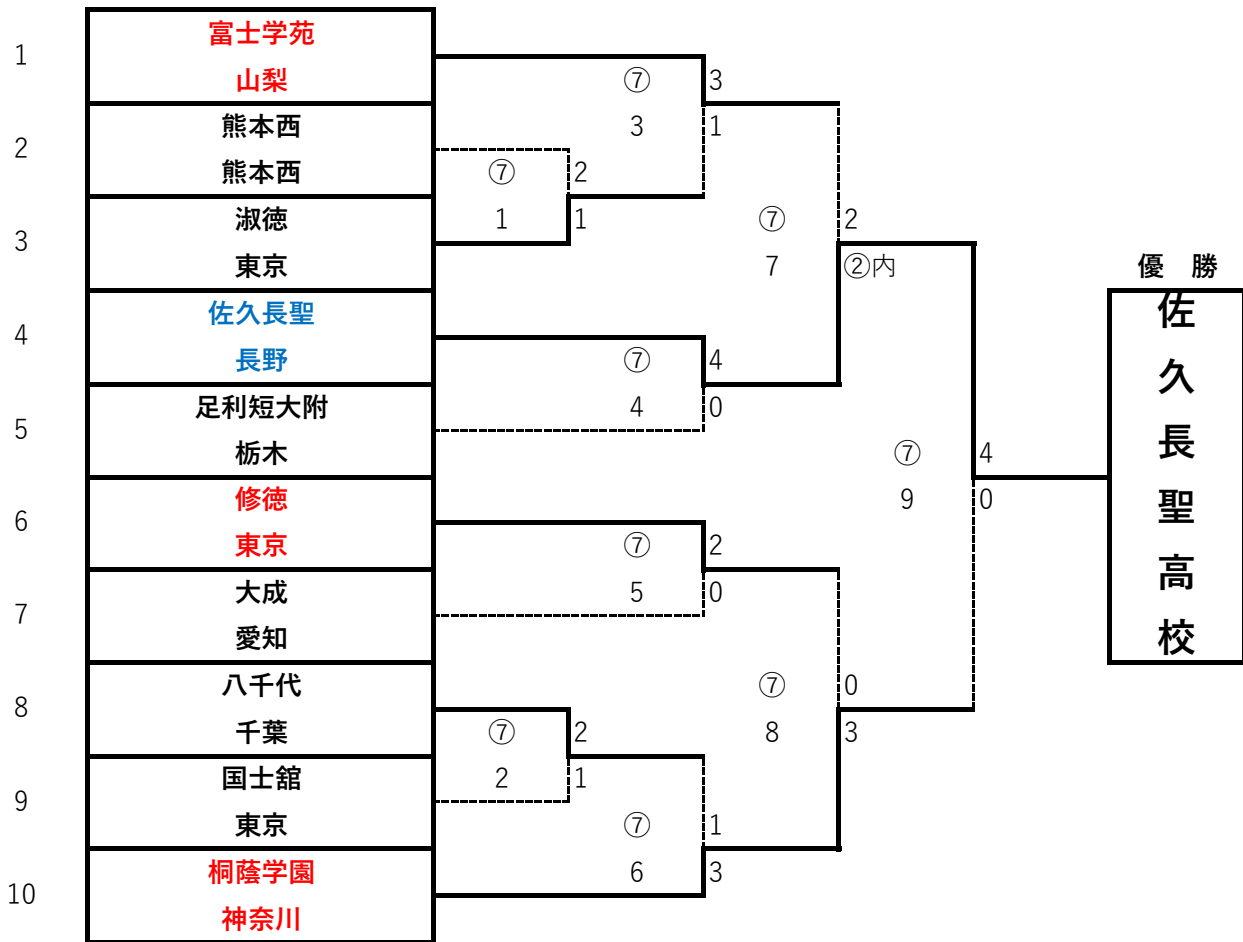 1
富士学苑
山梨
2
熊本西
熊本西
3
淑徳
東京
4
佐久長聖
長野
5
足利短大附
栃木
6
修徳
東京
7
大成
愛知
8
八千代
千葉
9
国士舘
東京
10
桐蔭学園
神奈川
⑦ 2
1 1
⑦ 2
2 1
⑦ 3
3 1
⑦ 4
4 0
⑦ 2
5 0
⑦ 1
6 3
⑦ 2
7 ②内
⑦ 0
8 3
⑦ 4
9 0
優 勝
佐久長聖高校